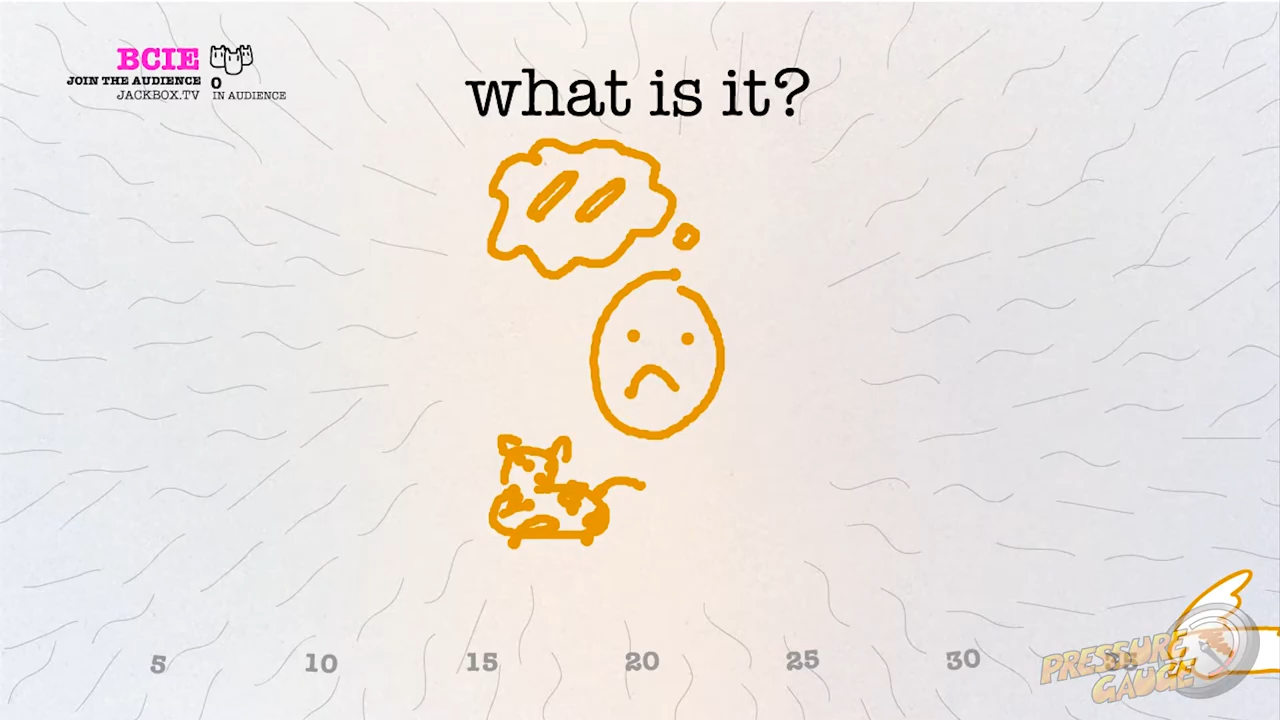 BCIE
JOIN THE AUDIENCE
JACKBOX.TV
0
IN AUDIENCE
what is it?
5 10 15 20 25 30 35
PRESSURE
GAUGE